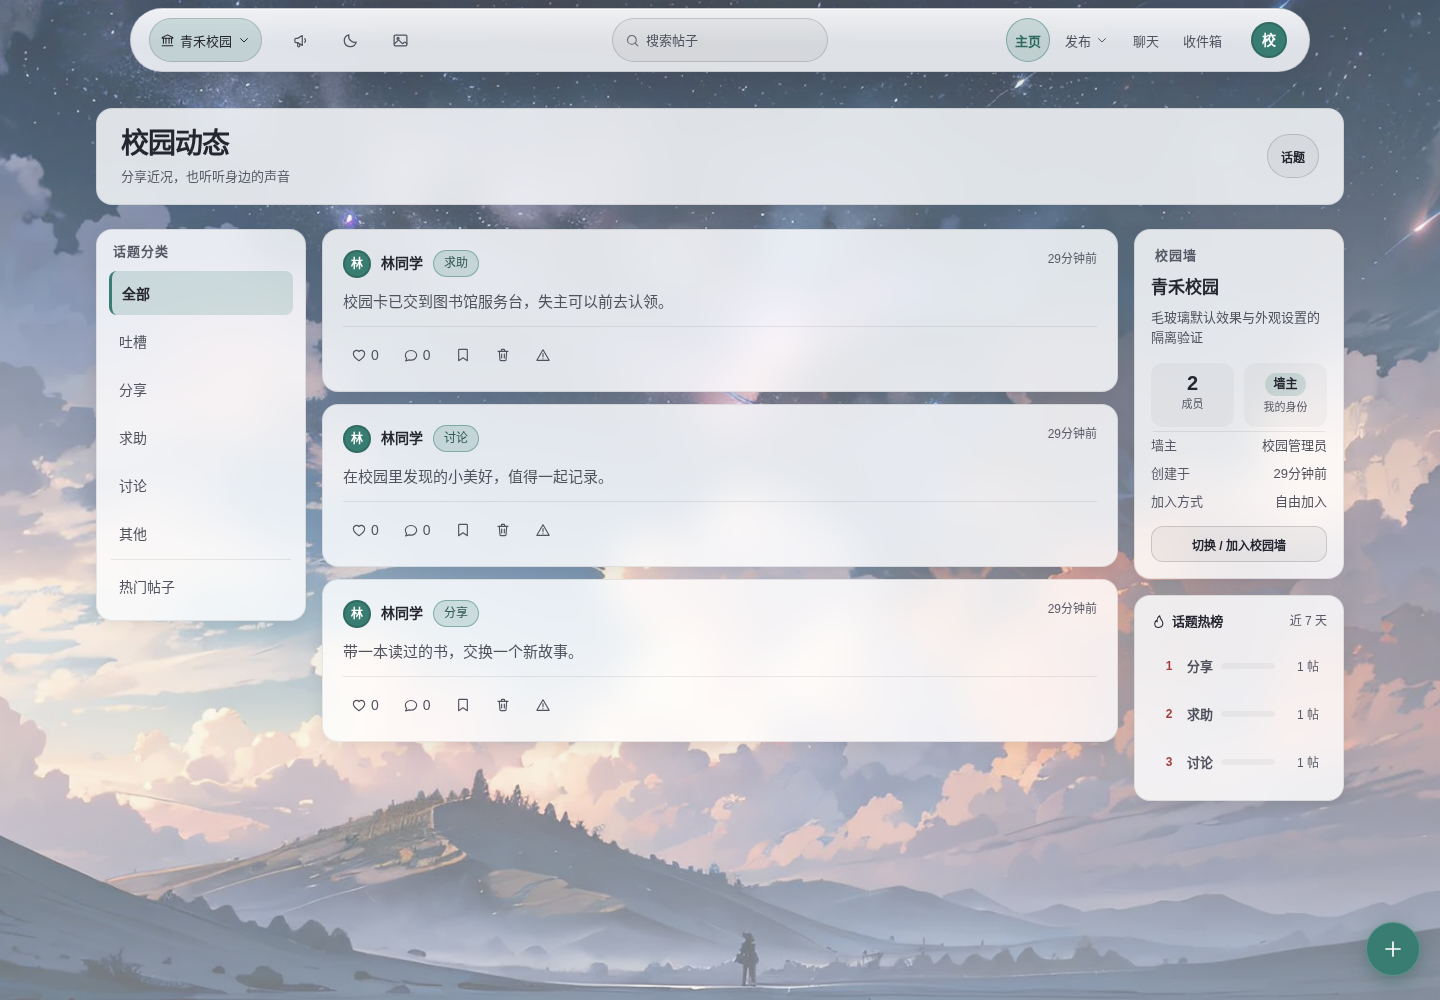 青禾校园
搜索帖子
主页
发布
聊天
收件箱
校
校园动态
分享近况，也听听身边的声音
话题
话题分类
全部
吐槽
分享
求助
讨论
其他
热门帖子
林 林同学 求助 29分钟前
校园卡已交到图书馆服务台，失主可以前去认领。
0 0
林 林同学 讨论 29分钟前
在校园里发现的小美好，值得一起记录。
0 0
林 林同学 分享 29分钟前
带一本读过的书，交换一个新故事。
0 0
校园墙
青禾校园
毛玻璃默认效果与外观设置的
隔离验证
2
成员
墙主
我的身份
墙主 校园管理员
创建于 29分钟前
加入方式 自由加入
切换 / 加入校园墙
话题热榜 近 7 天
1 分享 1 帖
2 求助 1 帖
3 讨论 1 帖